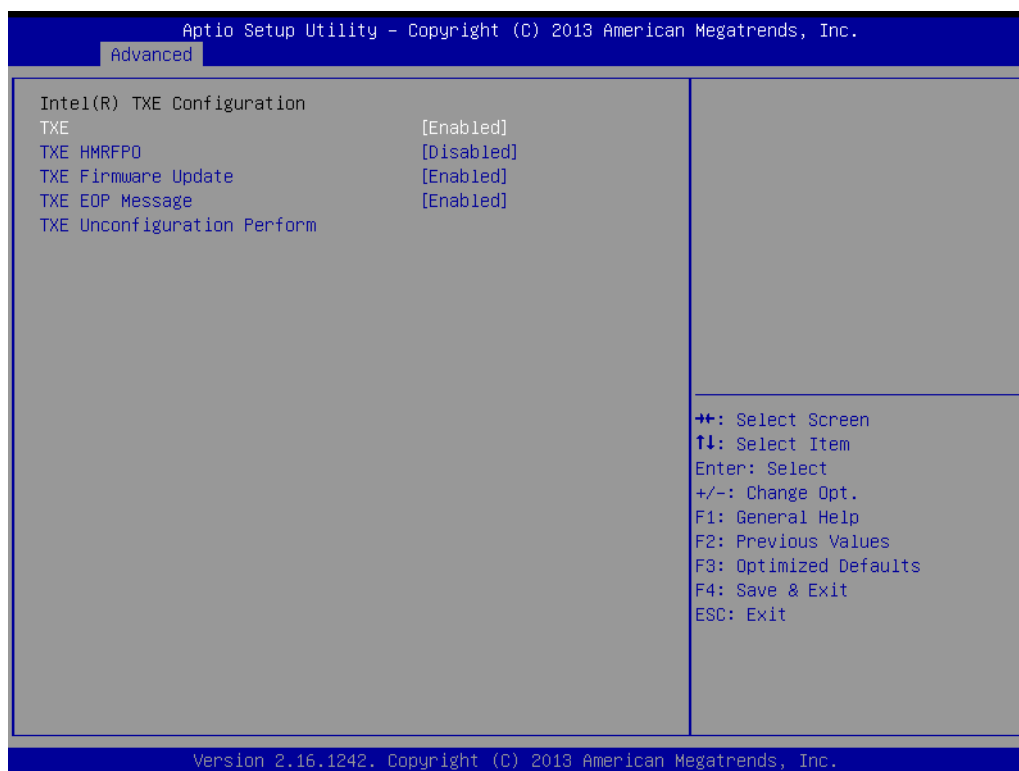 Aptio Setup Utility – Copyright (C) 2013 American Megatrends, Inc.
Advanced
Intel(R) TXE Configuration
TXE [Enabled]
TXE HMRFPO [Disabled]
TXE Firmware Update [Enabled]
TXE EOP Message [Enabled]
TXE Unconfiguration Perform
→←: Select Screen
↑↓: Select Item
Enter: Select
+/-: Change Opt.
F1: General Help
F2: Previous Values
F3: Optimized Defaults
F4: Save & Exit
ESC: Exit
Version 2.16.1242. Copyright (C) 2013 American Megatrends, Inc.